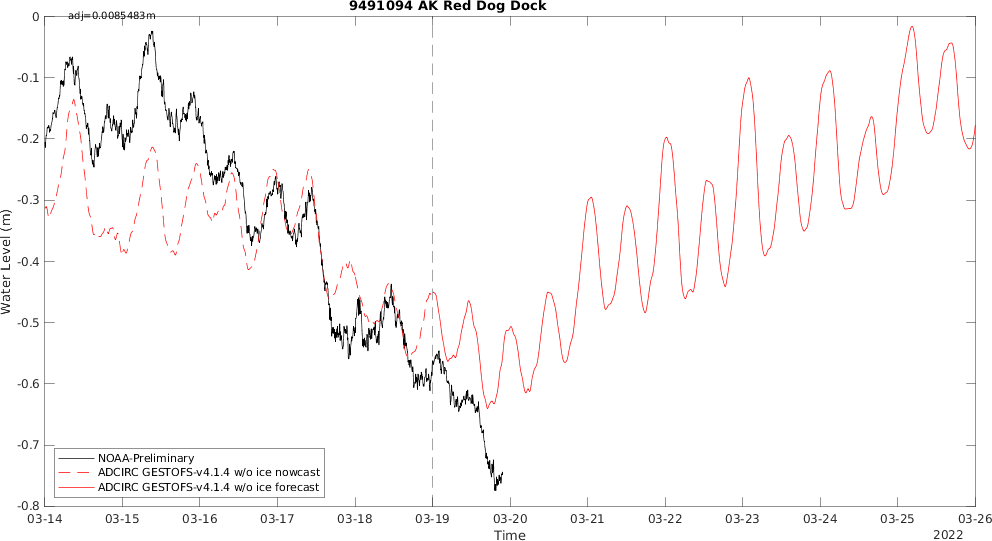 9491094 AK Red Dog Dock
adj=0.0085483m
0
-0.1
-0.2
-0.3
-0.4
-0.5
-0.6
-0.7
-0.8
Water Level (m)
NOAA-Preliminary
ADCIRC GESTOFS-v4.1.4 w/o ice nowcast
ADCIRC GESTOFS-v4.1.4 w/o ice forecast
03-14 03-15 03-16 03-17 03-18 03-19 03-20 03-21 03-22 03-23 03-24 03-25 03-26
Time
2022